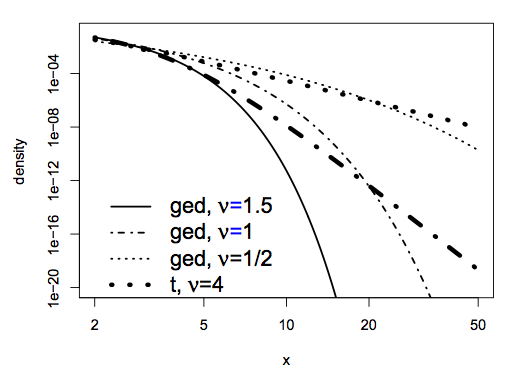 1e−04
1e−08
1e−12
1e−16
1e−20
density
ged, ν=1.5
ged, ν=1
ged, ν=1/2
t, ν=4
2 5 10 20 50
x